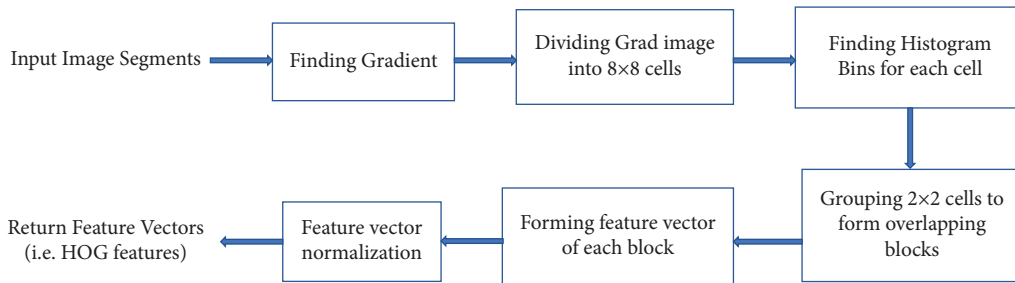 Input Image Segments
Finding Gradient
Dividing Grad image
into 8×8 cells
Finding Histogram
Bins for each cell
Grouping 2×2 cells to
form overlapping
blocks
Forming feature vector
of each block
Feature vector
normalization
Return Feature Vectors
(i.e. HOG features)